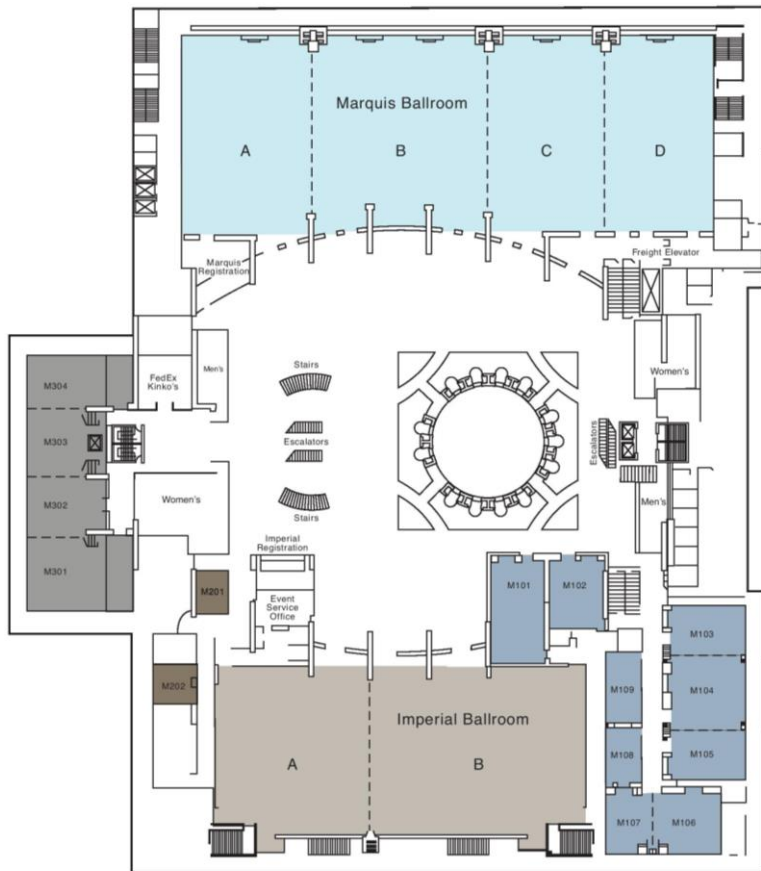 Marquis Ballroom
A
B
C
D
Marquis
Registration
Freight Elevator
M304
FedEx
Kinko's
Men's
Stairs
Women's
M303
Escalators
Escalators
M302
Women's
Men's
Stairs
Imperial
Registration
M301
M201
Event
Service
Office
M101
M102
M103
M202
M109
M104
Imperial Ballroom
A
B
M108
M105
M107
M106